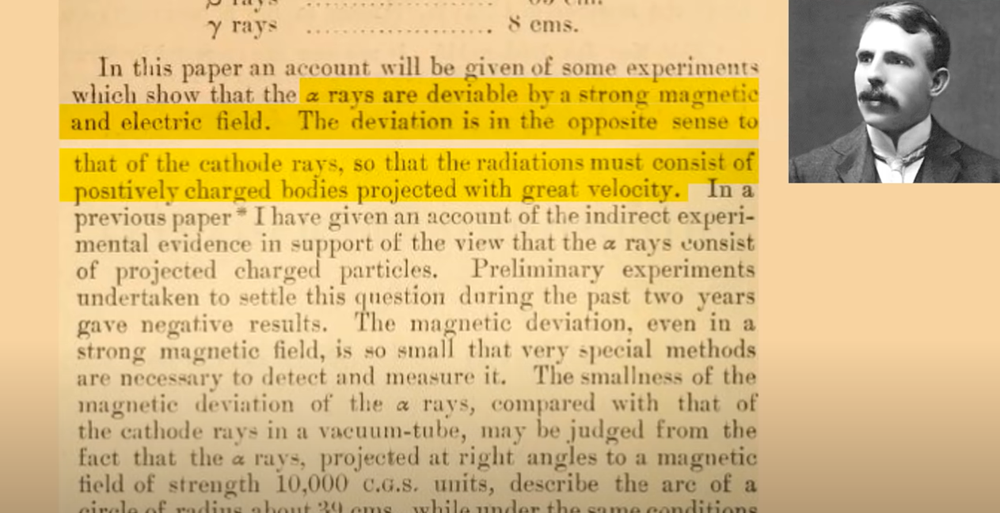 γ rays ..................... 8 cms.
In this paper an account will be given of some experiments
which show that the α rays are deviable by a strong magnetic
and electric field. The deviation is in the opposite sense to
that of the cathode rays, so that the radiations must consist of
positively charged bodies projected with great velocity. In a
previous paper * I have given an account of the indirect experi-
mental evidence in support of the view that the α rays consist
of projected charged particles. Preliminary experiments
undertaken to settle this question during the past two years
gave negative results. The magnetic deviation, even in a
strong magnetic field, is so small that very special methods
are necessary to detect and measure it. The smallness of the
magnetic deviation of the α rays, compared with that of
the cathode rays in a vacuum-tube, may be judged from the
fact that the α rays, projected at right angles to a magnetic
field of strength 10,000 C.G.S. units, describe the arc of a
circle of radius about 39 cms. while under the same conditions